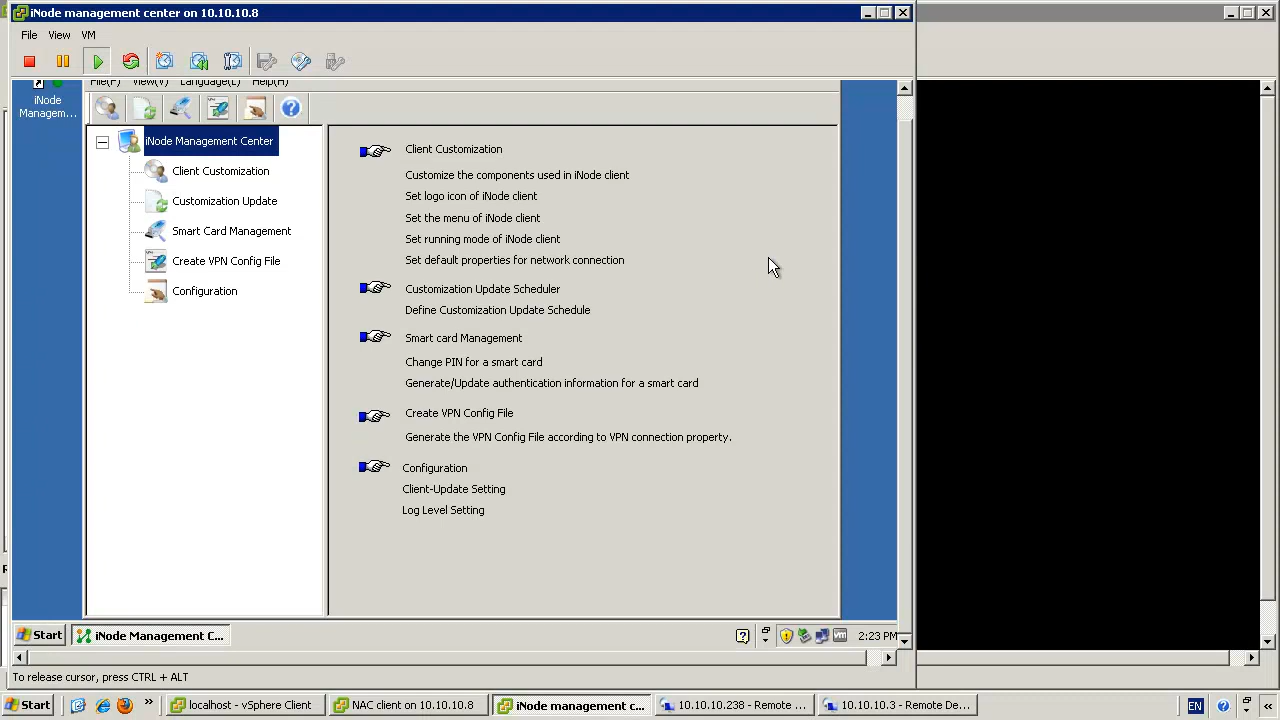 iNode management center on 10.10.10.8
File View VM
iNode
Managem...
File(F) View(V) Language(L) Help(H)
iNode Management Center
Client Customization
Customization Update
Smart Card Management
Create VPN Config File
Configuration
Client Customization
Customize the components used in iNode client
Set logo icon of iNode client
Set the menu of iNode client
Set running mode of iNode client
Set default properties for network connection
Customization Update Scheduler
Define Customization Update Schedule
Smart card Management
Change PIN for a smart card
Generate/Update authentication information for a smart card
Create VPN Config File
Generate the VPN Config File according to VPN connection property.
Configuration
Client-Update Setting
Log Level Setting
Start iNode Management C... 2:23 PM
To release cursor, press CTRL + ALT
Start » localhost - vSphere Client NAC client on 10.10.10.8 iNode management c... 10.10.10.238 - Remote ... 10.10.10.3 - Remote De... EN «